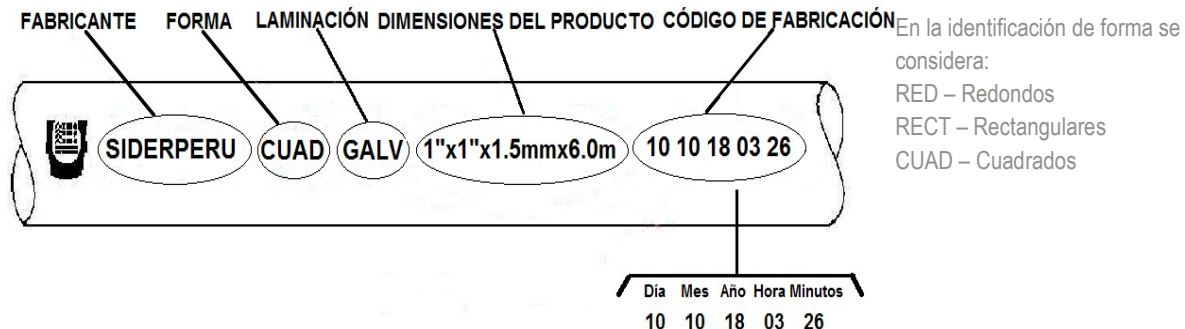 FABRICANTE FORMA LAMINACIÓN DIMENSIONES DEL PRODUCTO CÓDIGO DE FABRICACIÓN
SIDERPERU CUAD GALV 1"x1"x1.5mmx6.0m 10 10 18 03 26
Día Mes Año Hora Minutos
10 10 18 03 26
En la identificación de forma se
considera:
RED – Redondos
RECT – Rectangulares
CUAD – Cuadrados